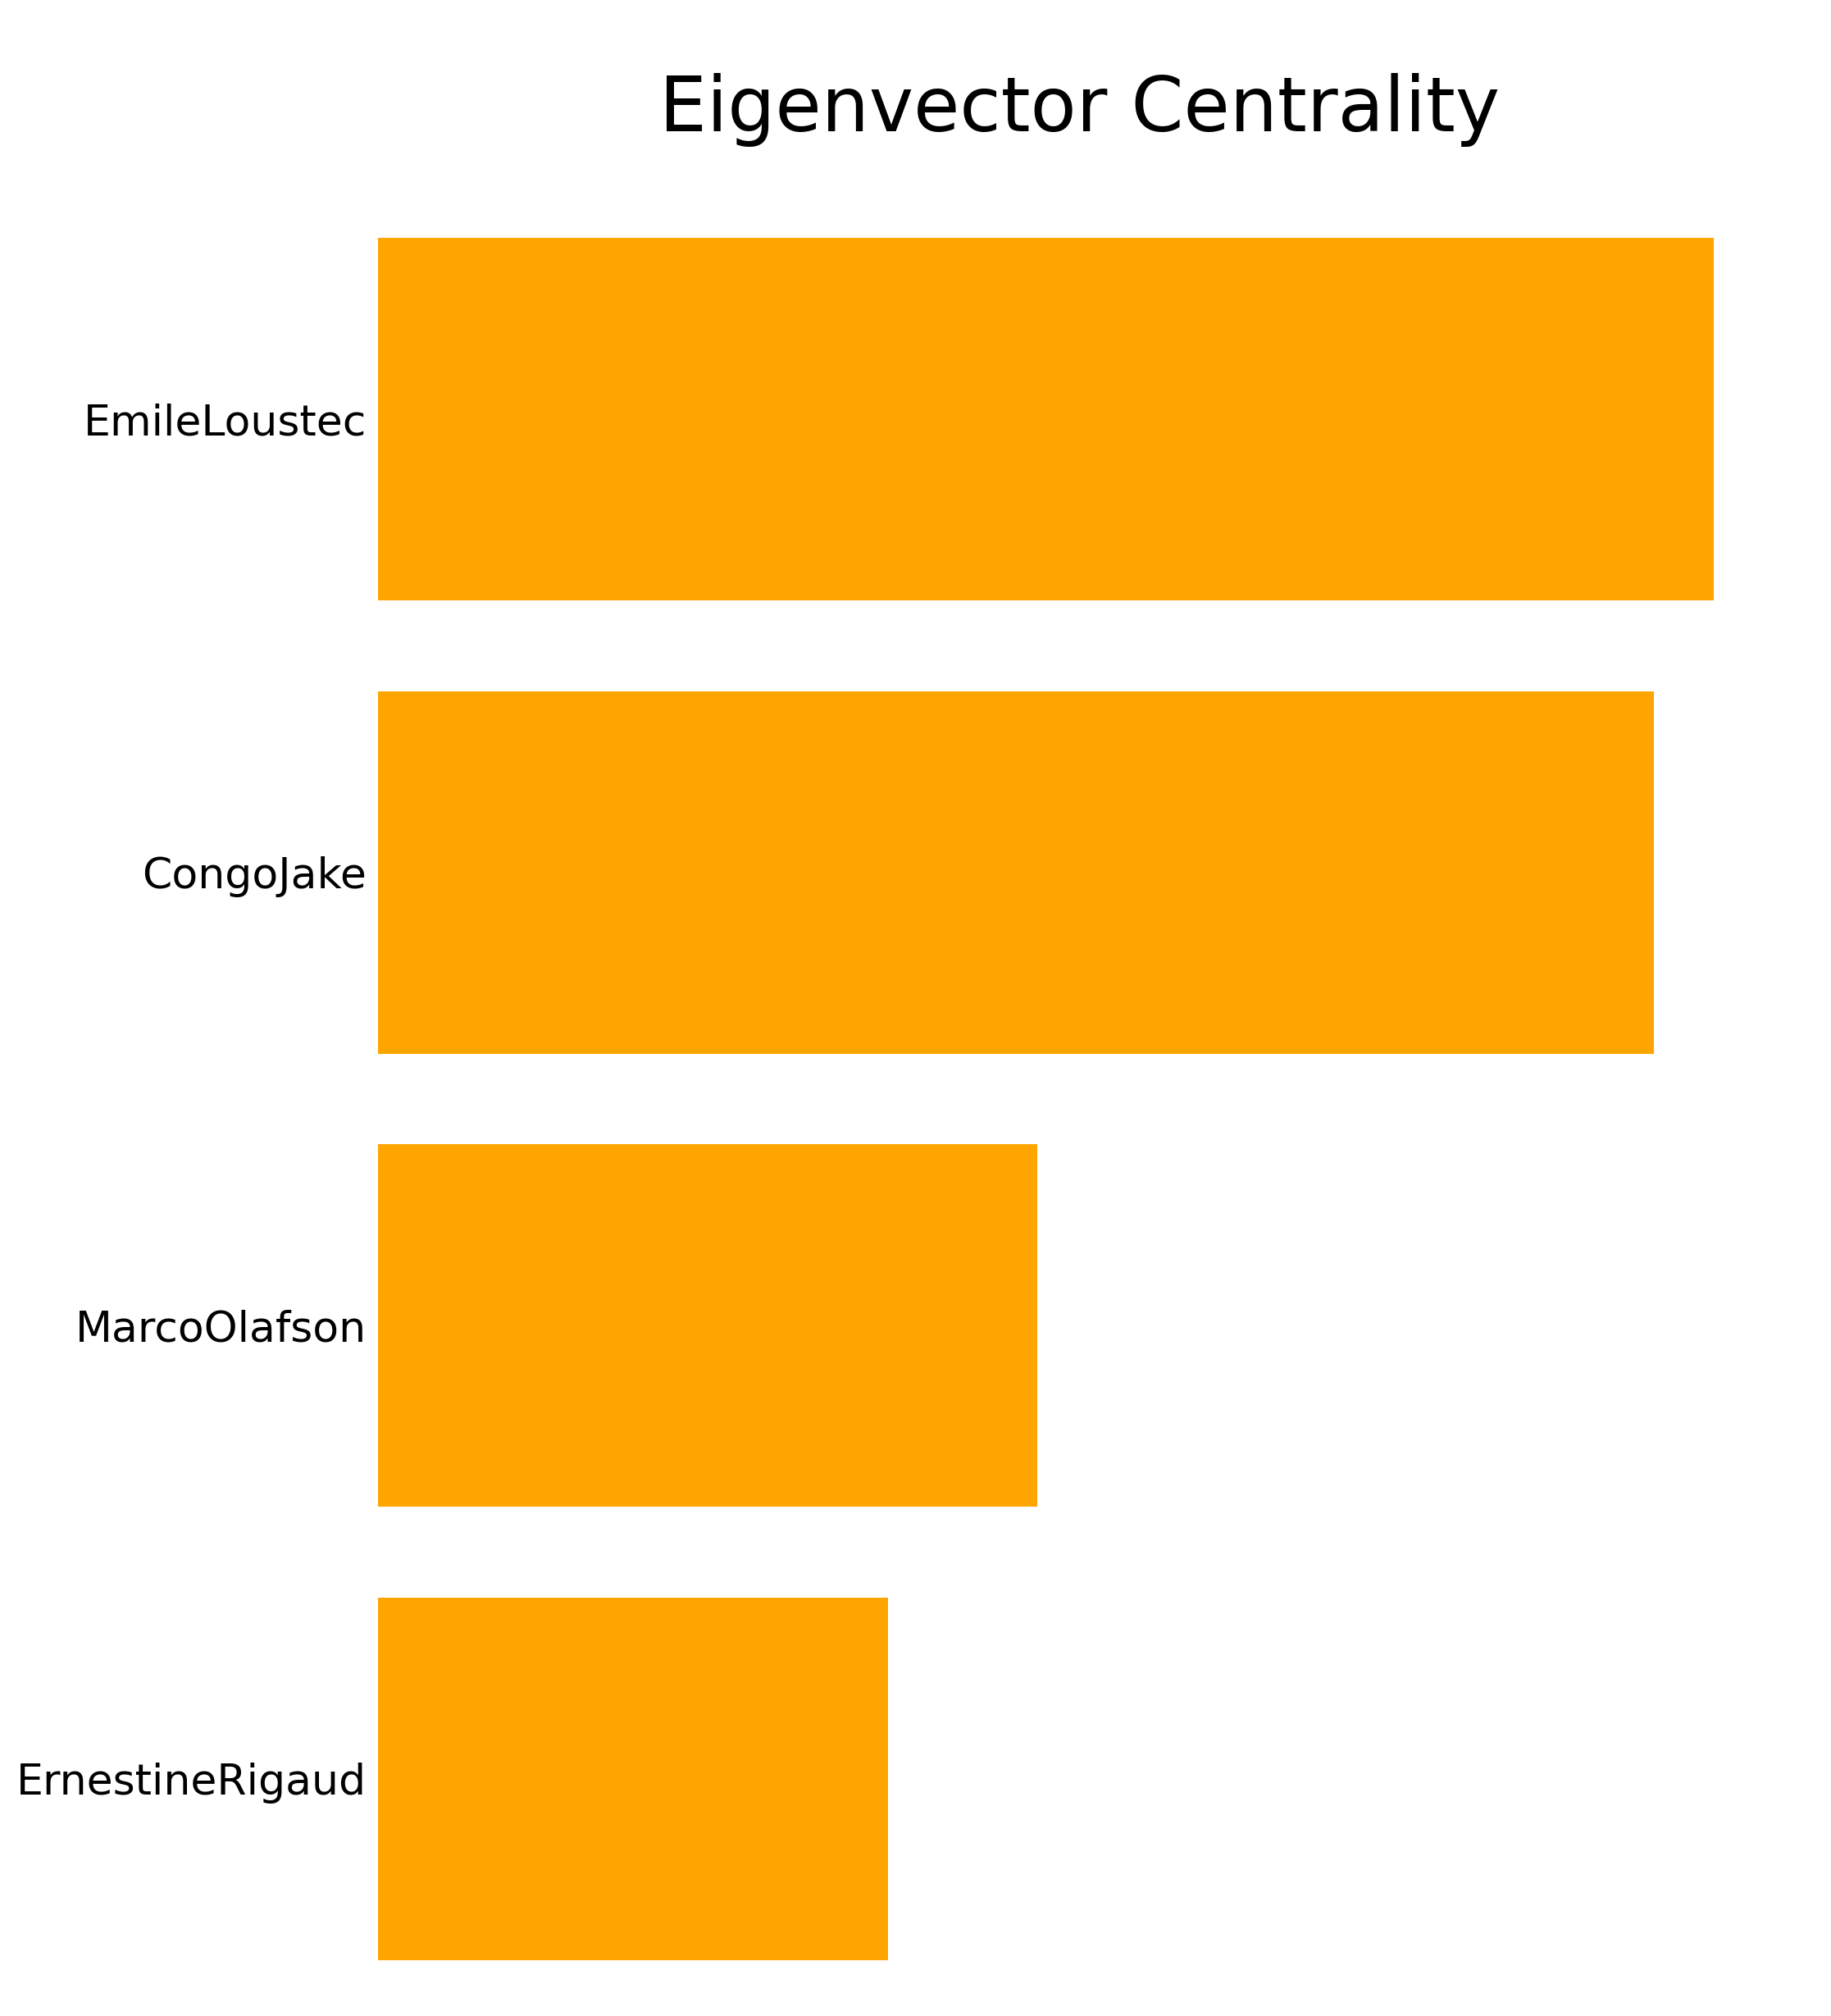 Eigenvector Centrality
EmileLoustec
CongoJake
MarcoOlafson
ErnestineRigaud